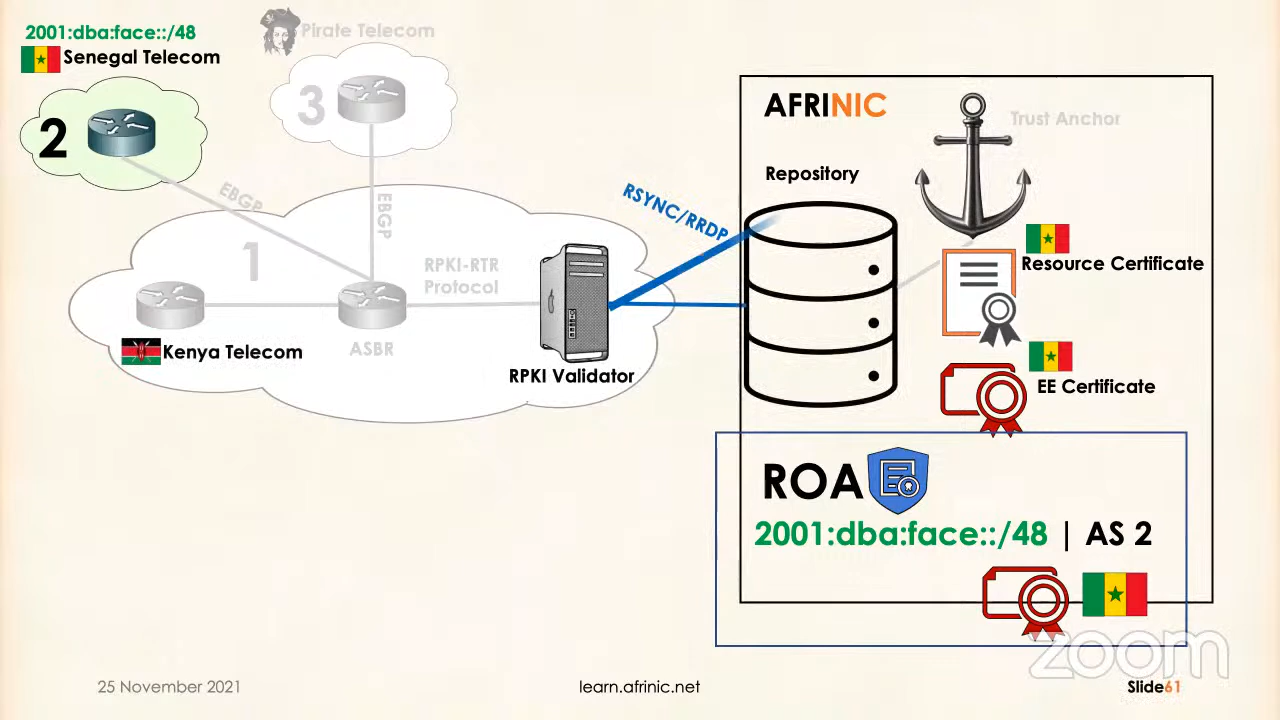 2001:dba:face::/48
Senegal Telecom
2
Pirate Telecom
3
EBGP
EBGP
1
RPKI-RTR
Protocol
Kenya Telecom
ASBR
RPKI Validator
RSYNC/RRDP
AFRINIC
Trust Anchor
Repository
Resource Certificate
EE Certificate
ROA
2001:dba:face::/48 | AS 2
zoom
25 November 2021
learn.afrinic.net
Slide61